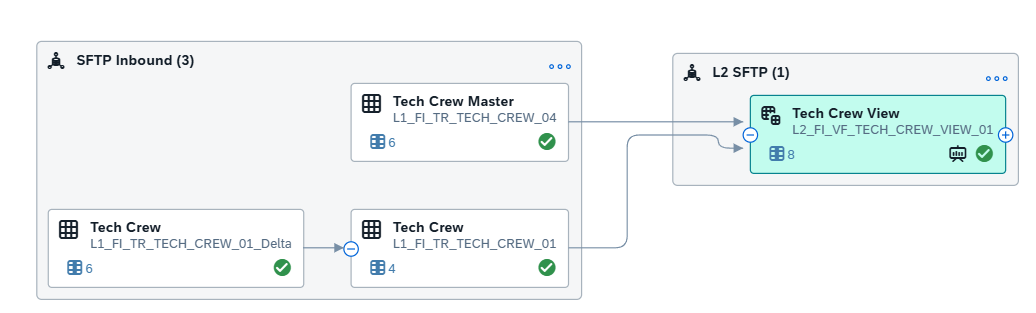 SFTP Inbound (3)
Tech Crew Master
L1_FI_TR_TECH_CREW_04
6
Tech Crew
L1_FI_TR_TECH_CREW_01_Delta
6
Tech Crew
L1_FI_TR_TECH_CREW_01
4
L2 SFTP (1)
Tech Crew View
L2_FI_VF_TECH_CREW_VIEW_01
8